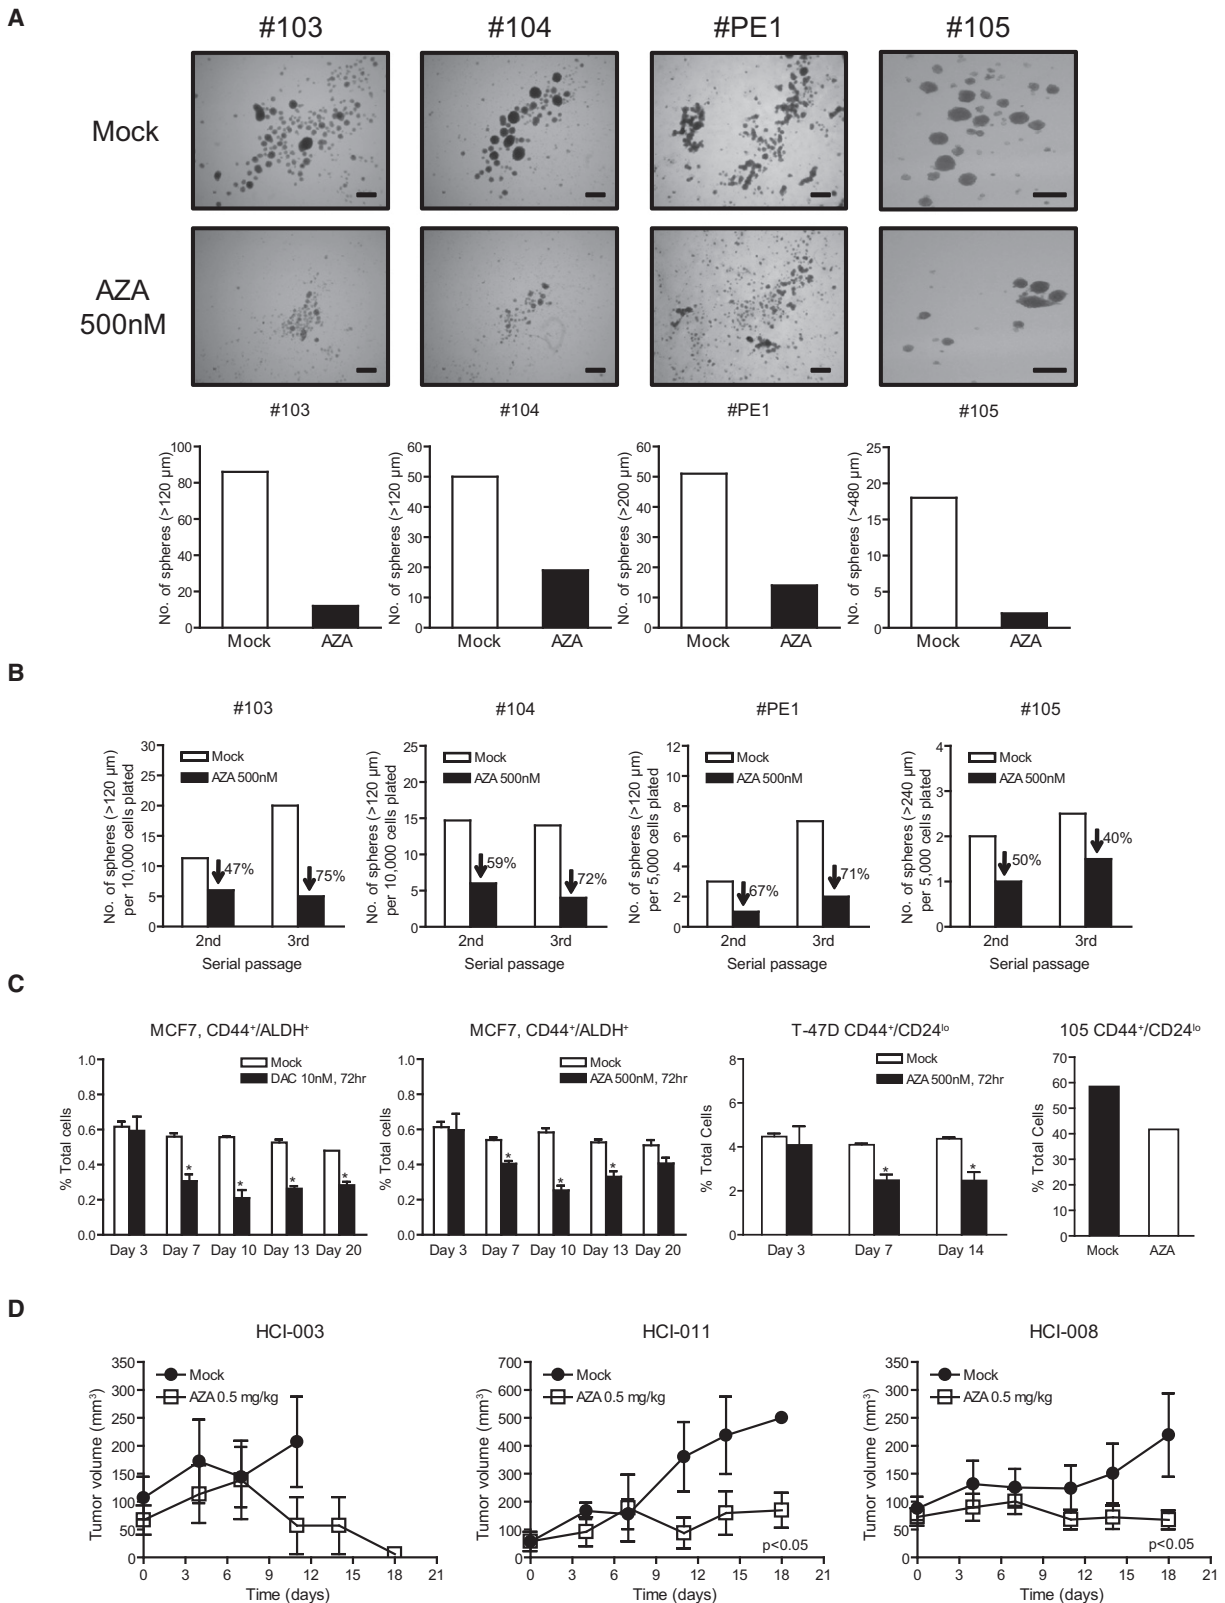 A
#103 #104 #PE1 #105
Mock
AZA
500nM
#103 #104 #PE1 #105
No. of spheres (>120 µm)
100
80
60
40
20
0
Mock AZA
No. of spheres (>120 µm)
60
50
40
30
20
10
0
Mock AZA
No. of spheres (>200 µm)
60
50
40
30
20
10
0
Mock AZA
No. of spheres (>480 µm)
25
20
15
10
5
0
Mock AZA
B
#103
No. of spheres (>120 µm)
per 10,000 cells plated
30
25
20
15
10
5
0
Mock
AZA 500nM
47%
75%
2nd 3rd
Serial passage
#104
No. of spheres (>120 µm)
per 10,000 cells plated
25
20
15
10
5
0
Mock
AZA 500nM
59%
72%
2nd 3rd
Serial passage
#PE1
No. of spheres (>120 µm)
per 5,000 cells plated
12
10
8
6
4
2
0
Mock
AZA 500nM
67%
71%
2nd 3rd
Serial passage
#105
No. of spheres (>240 µm)
per 5,000 cells plated
4
3
2
1
0
Mock
AZA 500nM
50%
40%
2nd 3rd
Serial passage
C
MCF7, CD44⁺/ALDH⁺
% Total cells
1.0
0.8
0.6
0.4
0.2
0.0
Mock
DAC 10nM, 72hr
* * * *
Day 3 Day 7 Day 10 Day 13 Day 20
MCF7, CD44⁺/ALDH⁺
% Total cells
1.0
0.8
0.6
0.4
0.2
0.0
Mock
AZA 500nM, 72hr
* * *
Day 3 Day 7 Day 10 Day 13 Day 20
T-47D CD44⁺/CD24ˡᵒ
% Total Cells
8
6
4
2
0
Mock
AZA 500nM, 72hr
* *
Day 3 Day 7 Day 14
105 CD44⁺/CD24ˡᵒ
% Total Cells
70
60
50
40
30
20
10
0
Mock AZA
D
HCI-003
Tumor volume (mm³)
350
300
250
200
150
100
50
0
Mock
AZA 0.5 mg/kg
0 3 6 9 12 15 18 21
Time (days)
HCI-011
Tumor volume (mm³)
700
600
500
400
300
200
100
0
Mock
AZA 0.5 mg/kg
p<0.05
0 3 6 9 12 15 18 21
Time (days)
HCI-008
Tumor volume (mm³)
350
300
250
200
150
100
50
0
Mock
AZA 0.5 mg/kg
p<0.05
0 3 6 9 12 15 18 21
Time (days)